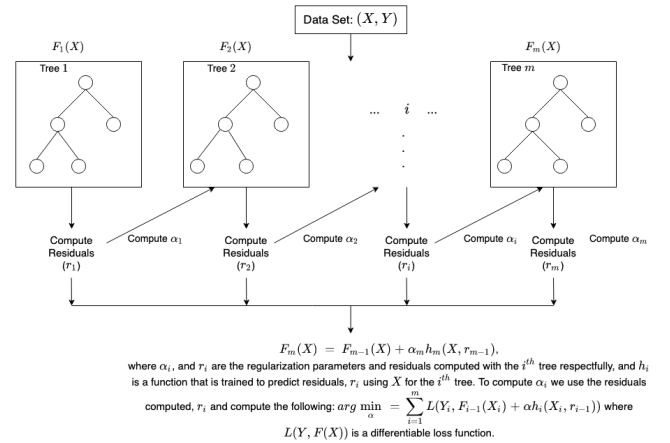 Data Set: (X, Y)
F₁(X) F₂(X) Fₘ(X)
Tree 1 Tree 2 Tree m
... i ...
.
.
.
Compute Residuals (r₁) Compute α₁ Compute Residuals (r₂) Compute α₂ Compute Residuals (rᵢ) Compute αᵢ Compute Residuals (rₘ) Compute αₘ
Fₘ(X) = Fₘ₋₁(X) + αₘhₘ(X, rₘ₋₁),
where αᵢ, and rᵢ are the regularization parameters and residuals computed with the iᵗʰ tree respectfully, and hᵢ
is a function that is trained to predict residuals, rᵢ using X for the iᵗʰ tree. To compute αᵢ we use the residuals
computed, rᵢ and compute the following: arg min_α = ∑_{i=1}^{m} L(Yᵢ, Fᵢ₋₁(Xᵢ) + αhᵢ(Xᵢ, rᵢ₋₁)) where
L(Y, F(X)) is a differentiable loss function.